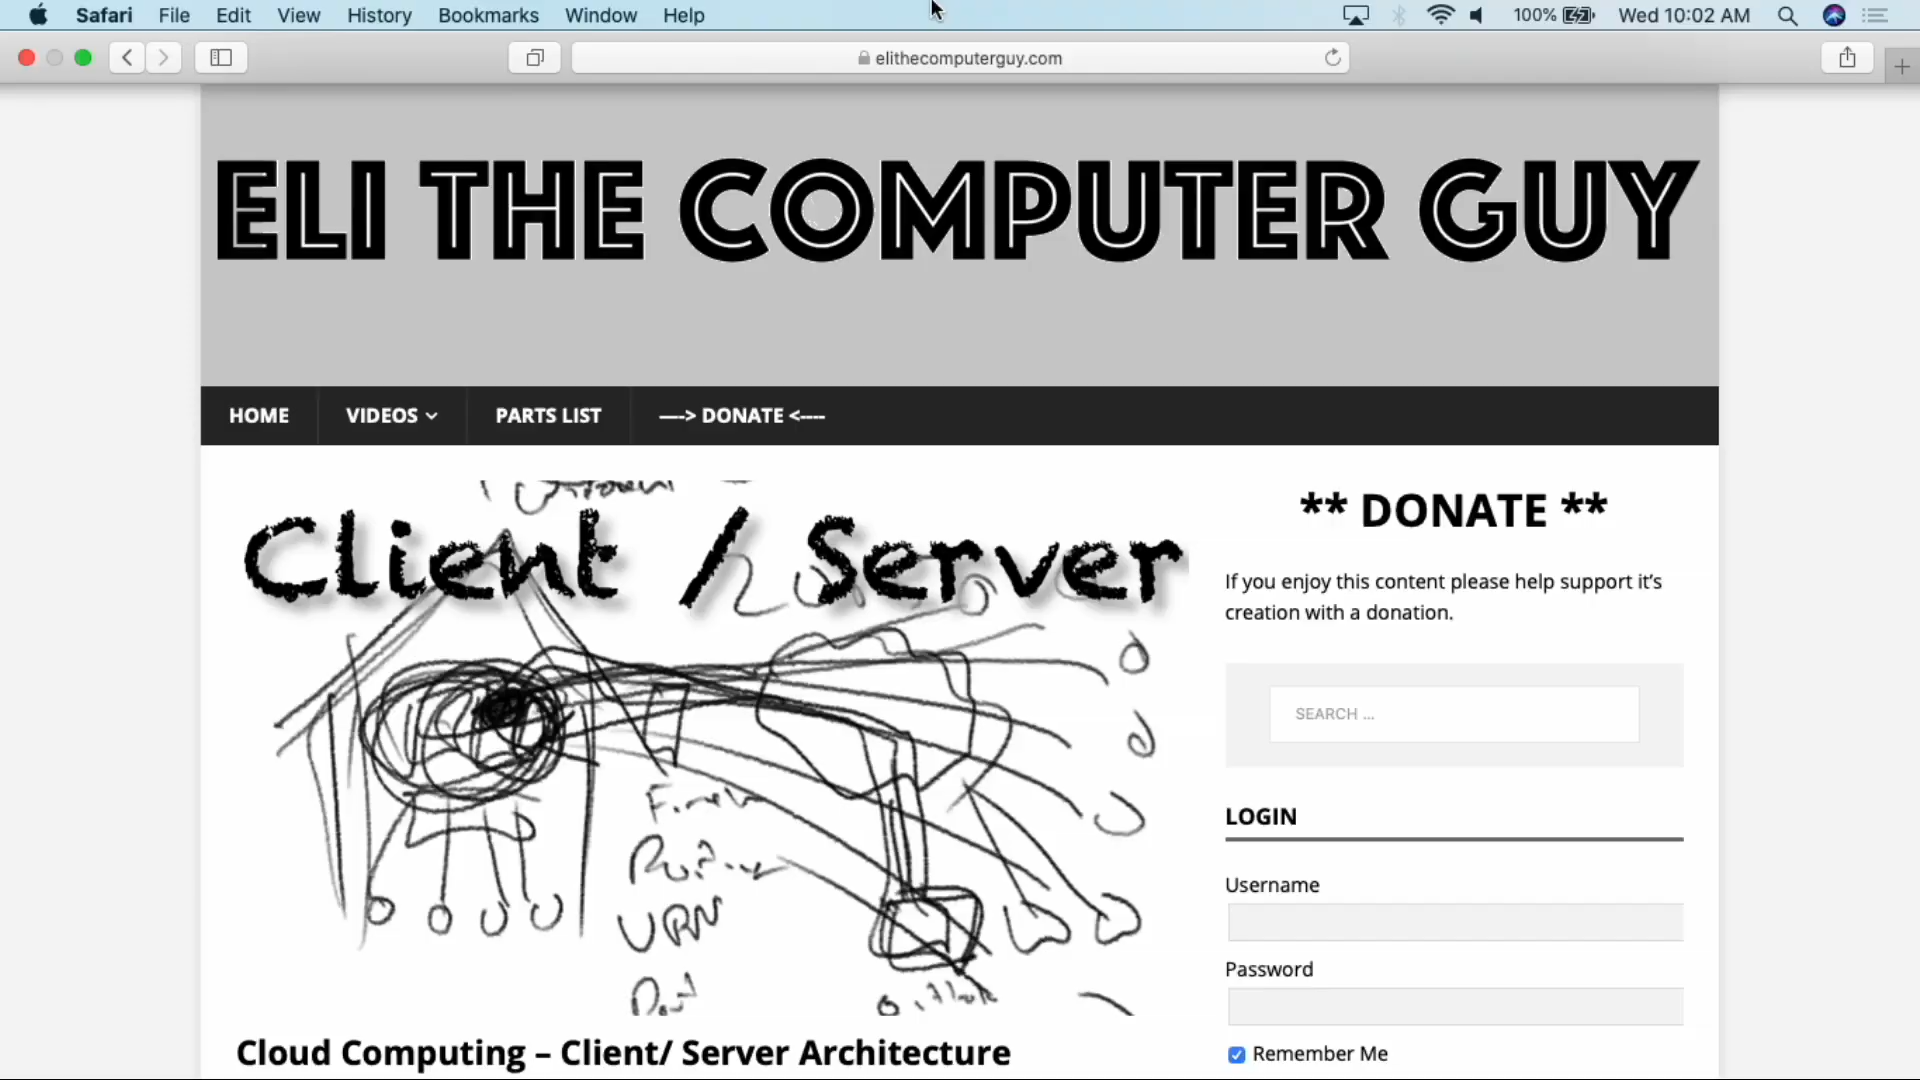 Safari File Edit View History Bookmarks Window Help 100% Wed 10:02 AM
elithecomputerguy.com
ELI THE COMPUTER GUY
HOME VIDEOS PARTS LIST —-> DONATE <—-
Client / Server
VPN
Cloud Computing – Client/ Server Architecture
** DONATE **
If you enjoy this content please help support it’s
creation with a donation.
SEARCH …
LOGIN
Username
Password
Remember Me